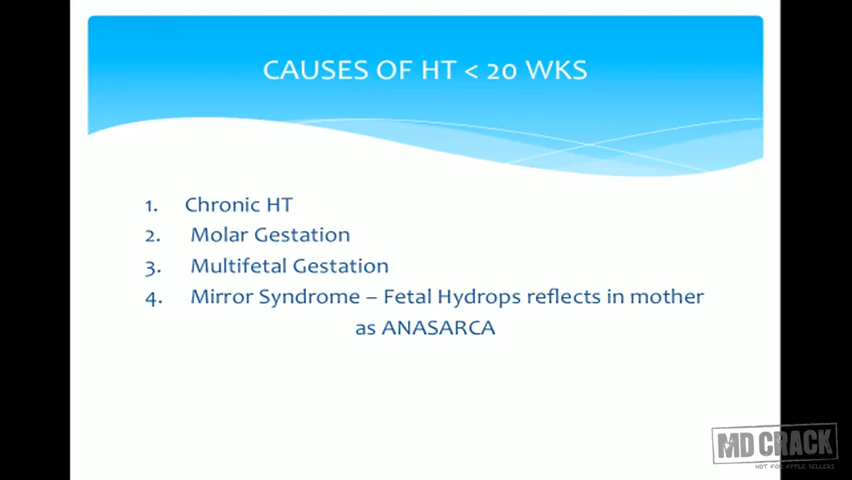 CAUSES OF HT < 20 WKS
1. Chronic HT
2. Molar Gestation
3. Multifetal Gestation
4. Mirror Syndrome – Fetal Hydrops reflects in mother
as ANASARCA
MD CRACK
NOT FOR APPLE SELLERS